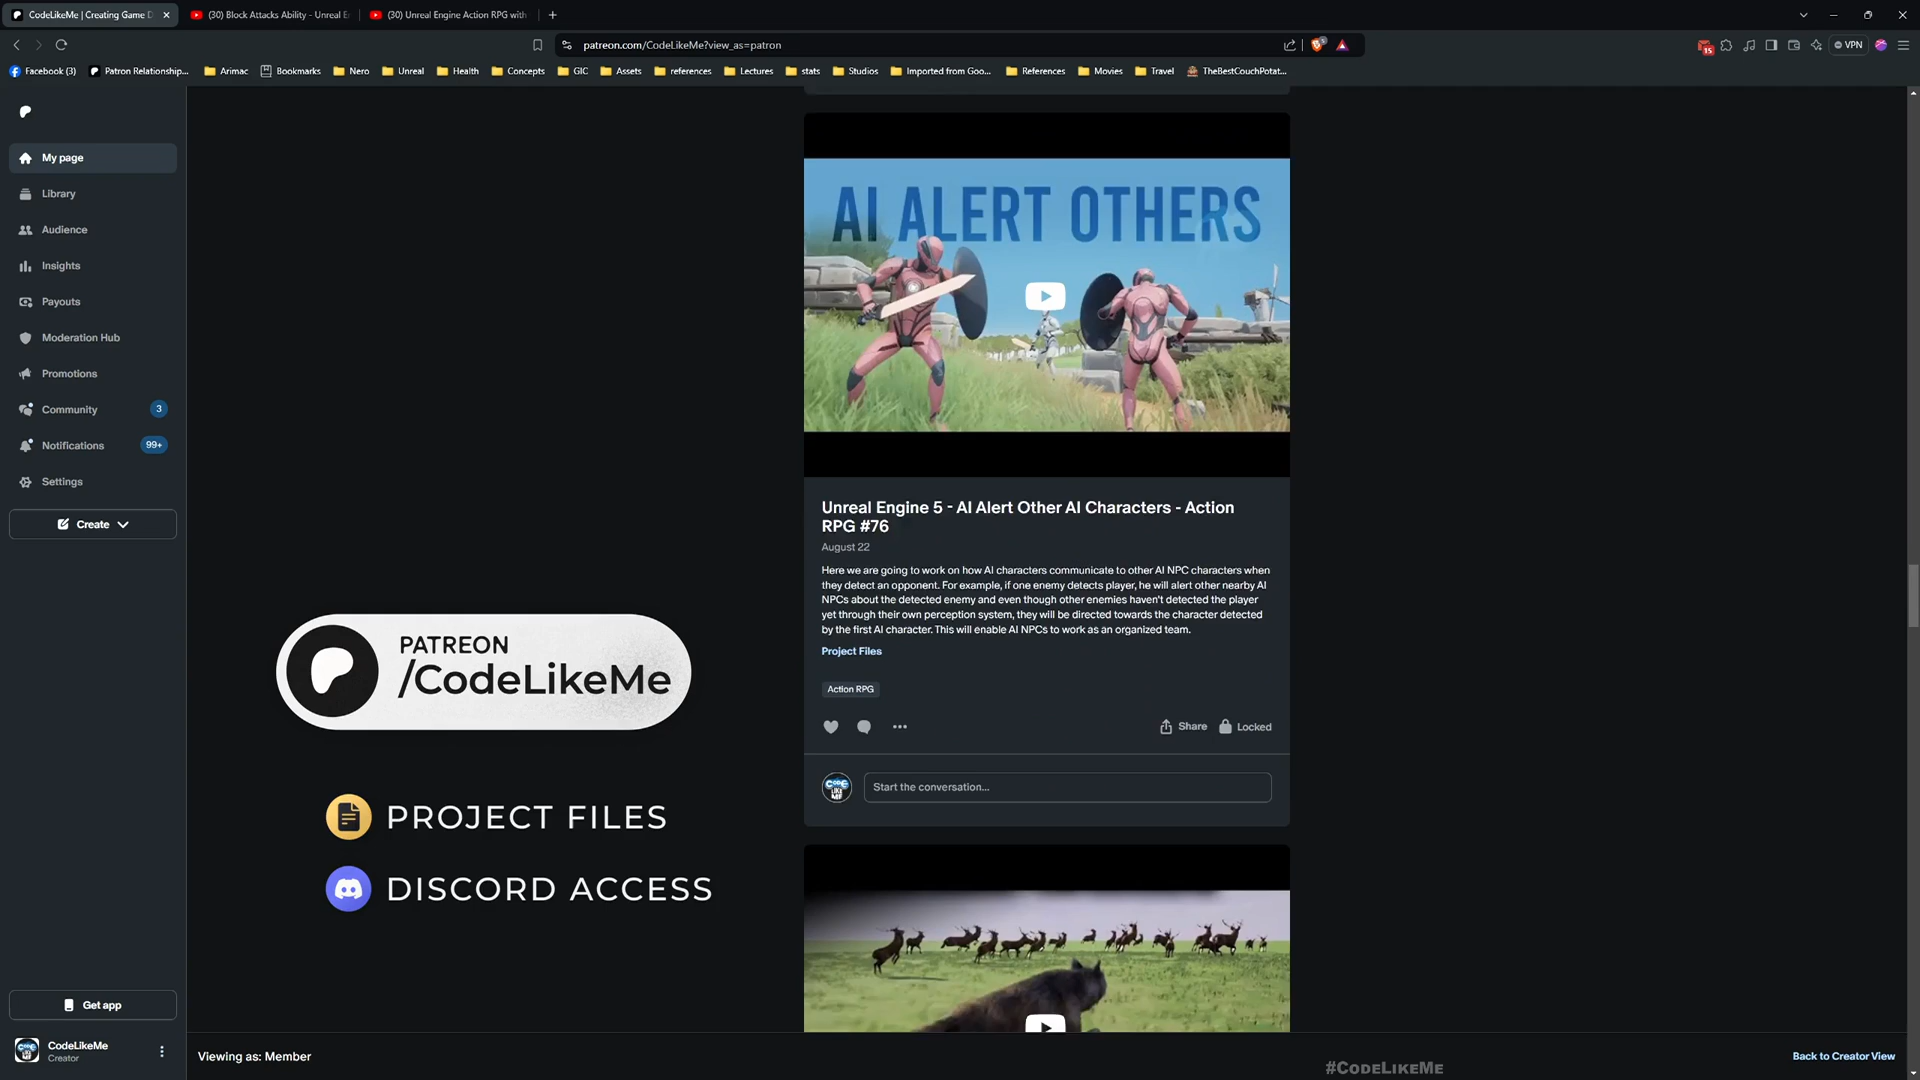 CodeLikeMe | Creating Game D
(30) Block Attacks Ability - Unreal E
(30) Unreal Engine Action RPG with
patreon.com/CodeLikeMe?view_as=patron
15
5
VPN
Facebook (3)
Patron Relationship...
Arimac
Bookmarks
Nero
Unreal
Health
Concepts
GIC
Assets
references
Lectures
stats
Studios
Imported from Goo...
References
Movies
Travel
TheBestCouchPotat...
My page
Library
Audience
Insights
Payouts
Moderation Hub
Promotions
Community
3
Notifications
99+
Settings
Create
AI ALERT OTHERS
Unreal Engine 5 - AI Alert Other AI Characters - Action
RPG #76
August 22
Here we are going to work on how AI characters communicate to other AI NPC characters when
they detect an opponent. For example, if one enemy detects player, he will alert other nearby AI
NPCs about the detected enemy and even though other enemies haven't detected the player
yet through their own perception system, they will be directed towards the character detected
by the first AI character. This will enable AI NPCs to work as an organized team.
Project Files
Action RPG
Share
Locked
CODE
LIKE
ME
Start the conversation...
PATREON
/CodeLikeMe
PROJECT FILES
DISCORD ACCESS
Get app
CodeLikeMe
Creator
Viewing as: Member
Back to Creator View
#CodeLikeMe